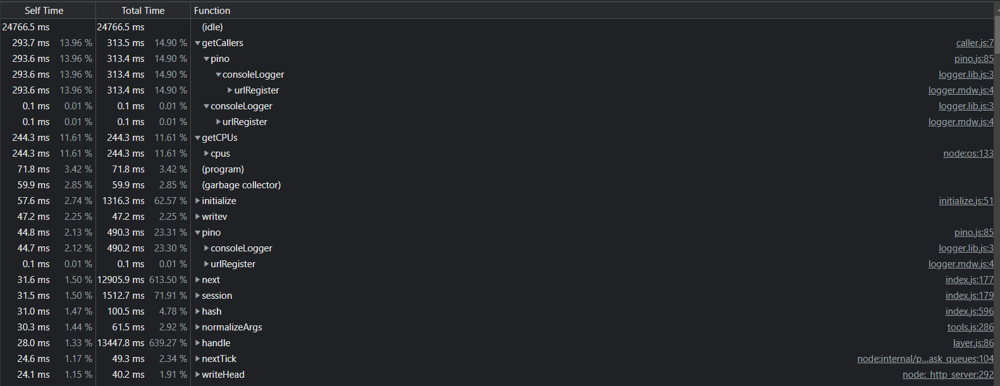 Self Time Total Time Function
24766.5 ms 24766.5 ms (idle)
293.7 ms 13.96 % 313.5 ms 14.90 % getCallers caller.js:7
293.6 ms 13.96 % 313.4 ms 14.90 % pino pino.js:85
293.6 ms 13.96 % 313.4 ms 14.90 % consoleLogger logger.lib.js:3
293.6 ms 13.96 % 313.4 ms 14.90 % urlRegister logger.mdw.js:4
0.1 ms 0.01 % 0.1 ms 0.01 % consoleLogger logger.lib.js:3
0.1 ms 0.01 % 0.1 ms 0.01 % urlRegister logger.mdw.js:4
244.3 ms 11.61 % 244.3 ms 11.61 % getCPUs
244.3 ms 11.61 % 244.3 ms 11.61 % cpus node:os:133
71.8 ms 3.42 % 71.8 ms 3.42 % (program)
59.9 ms 2.85 % 59.9 ms 2.85 % (garbage collector)
57.6 ms 2.74 % 1316.3 ms 62.57 % initialize initialize.js:51
47.2 ms 2.25 % 47.2 ms 2.25 % writev
44.8 ms 2.13 % 490.3 ms 23.31 % pino pino.js:85
44.7 ms 2.12 % 490.2 ms 23.30 % consoleLogger logger.lib.js:3
0.1 ms 0.01 % 0.1 ms 0.01 % urlRegister logger.mdw.js:4
31.6 ms 1.50 % 12905.9 ms 613.50 % next index.js:177
31.5 ms 1.50 % 1512.7 ms 71.91 % session index.js:179
31.0 ms 1.47 % 100.5 ms 4.78 % hash index.js:596
30.3 ms 1.44 % 61.5 ms 2.92 % normalizeArgs tools.js:286
28.0 ms 1.33 % 13447.8 ms 639.27 % handle layer.js:86
24.6 ms 1.17 % 49.3 ms 2.34 % nextTick node:internal/p...ask_queues:104
24.1 ms 1.15 % 40.2 ms 1.91 % writeHead node:_http_server:292